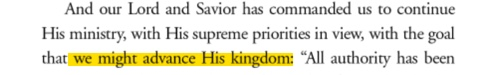 And our Lord and Savior has commanded us to continue
His ministry, with His supreme priorities in view, with the goal
that we might advance His kingdom: “All authority has been